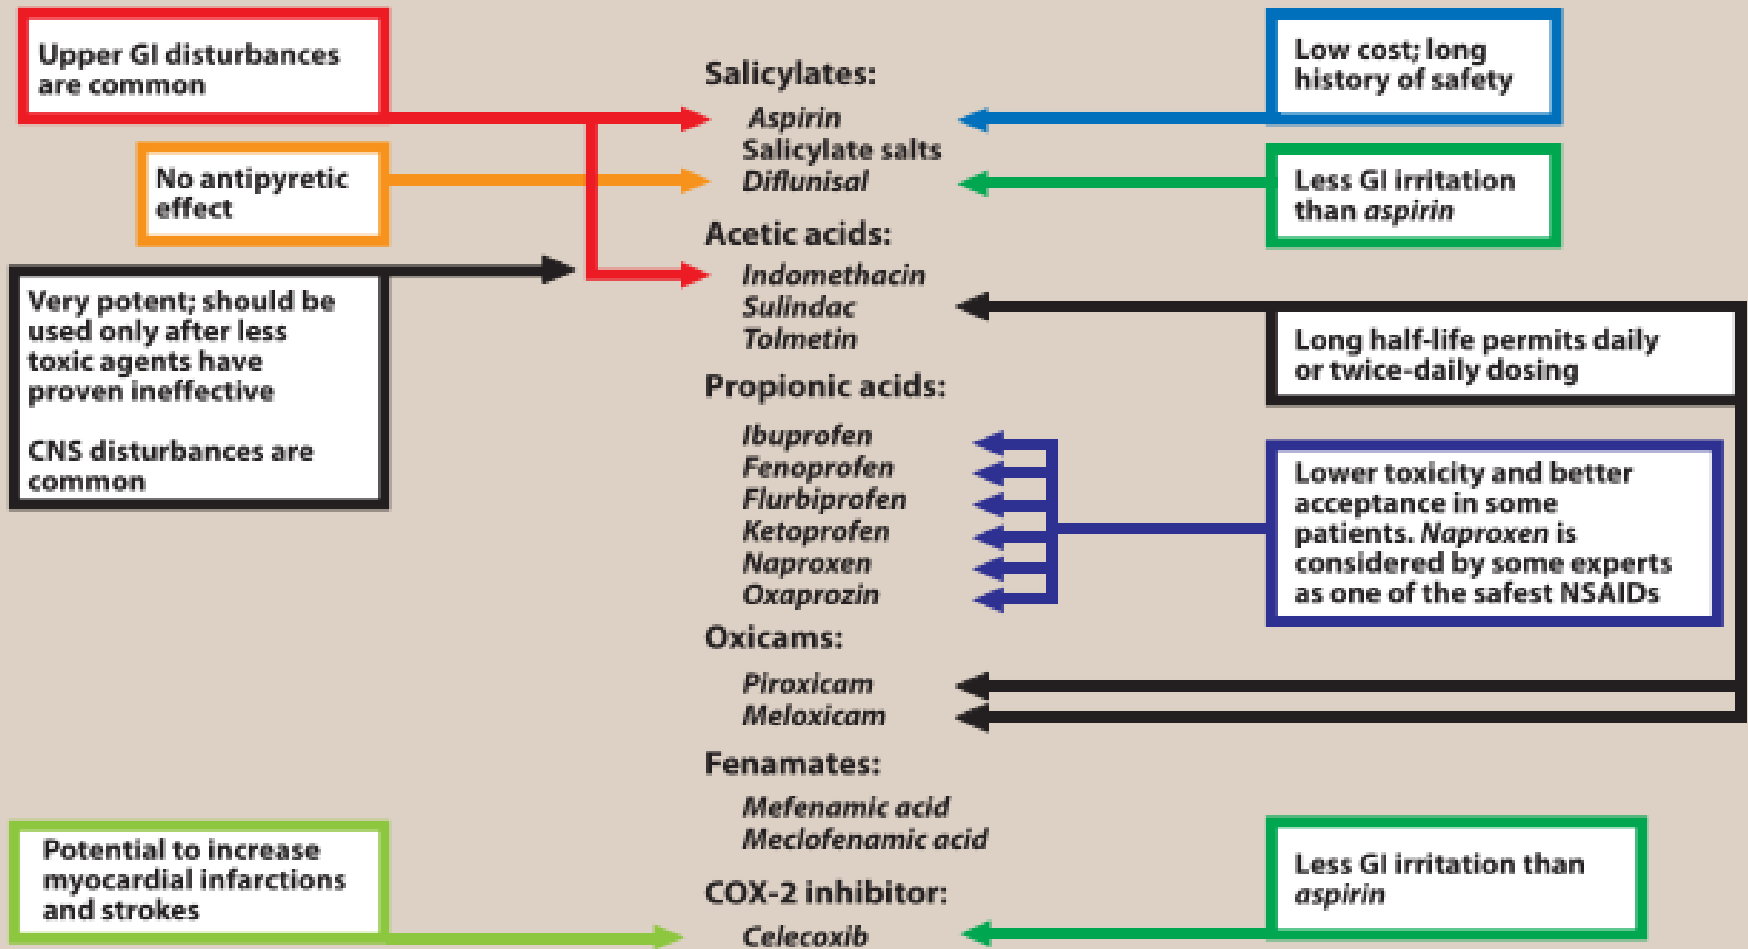 Upper GI disturbances
are common
No antipyretic
effect
Very potent; should be
used only after less
toxic agents have
proven ineffective
CNS disturbances are
common
Potential to increase
myocardial infarctions
and strokes
Salicylates:
Aspirin
Salicylate salts
Diflunisal
Acetic acids:
Indomethacin
Sulindac
Tolmetin
Propionic acids:
Ibuprofen
Fenoprofen
Flurbiprofen
Ketoprofen
Naproxen
Oxaprozin
Oxicams:
Piroxicam
Meloxicam
Fenamates:
Mefenamic acid
Meclofenamic acid
COX-2 inhibitor:
Celecoxib
Low cost; long
history of safety
Less GI irritation
than aspirin
Long half-life permits daily
or twice-daily dosing
Lower toxicity and better
acceptance in some
patients. Naproxen is
considered by some experts
as one of the safest NSAIDs
Less GI irritation than
aspirin